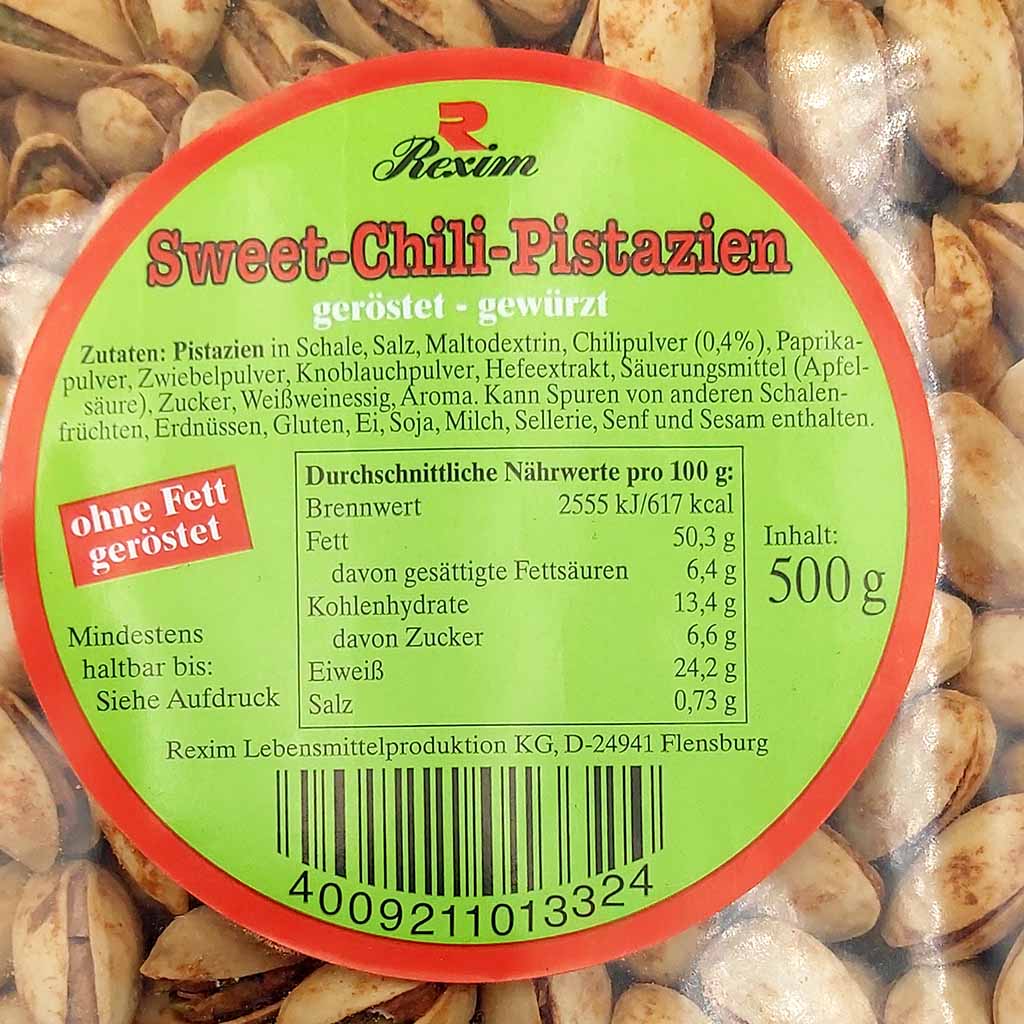 R
Rexim
Sweet-Chili-Pistazien
geröstet - gewürzt
Zutaten: Pistazien in Schale, Salz, Maltodextrin, Chilipulver (0,4%), Paprika-
pulver, Zwiebelpulver, Knoblauchpulver, Hefeextrakt, Säuerungsmittel (Apfel-
säure), Zucker, Weißweinessig, Aroma. Kann Spuren von anderen Schalen-
früchten, Erdnüssen, Gluten, Ei, Soja, Milch, Sellerie, Senf und Sesam enthalten.
ohne Fett
geröstet
Mindestens
haltbar bis:
Siehe Aufdruck
Durchschnittliche Nährwerte pro 100 g:
Brennwert 2555 kJ/617 kcal
Fett 50,3 g
davon gesättigte Fettsäuren 6,4 g
Kohlenhydrate 13,4 g
davon Zucker 6,6 g
Eiweiß 24,2 g
Salz 0,73 g
Inhalt:
500 g
Rexim Lebensmittelproduktion KG, D-24941 Flensburg
4009211013324